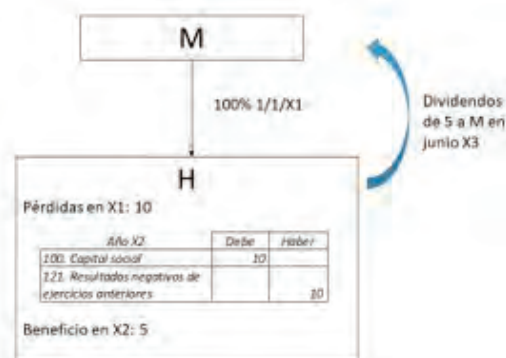 M
100% 1/1/X1
Dividendos
de 5 a M en
junio X3
H
Pérdidas en X1: 10
Año X2 Debe Haber
100. Capital social 10
121. Resultados negativos de
ejercicios anteriores 10
Beneficio en X2: 5